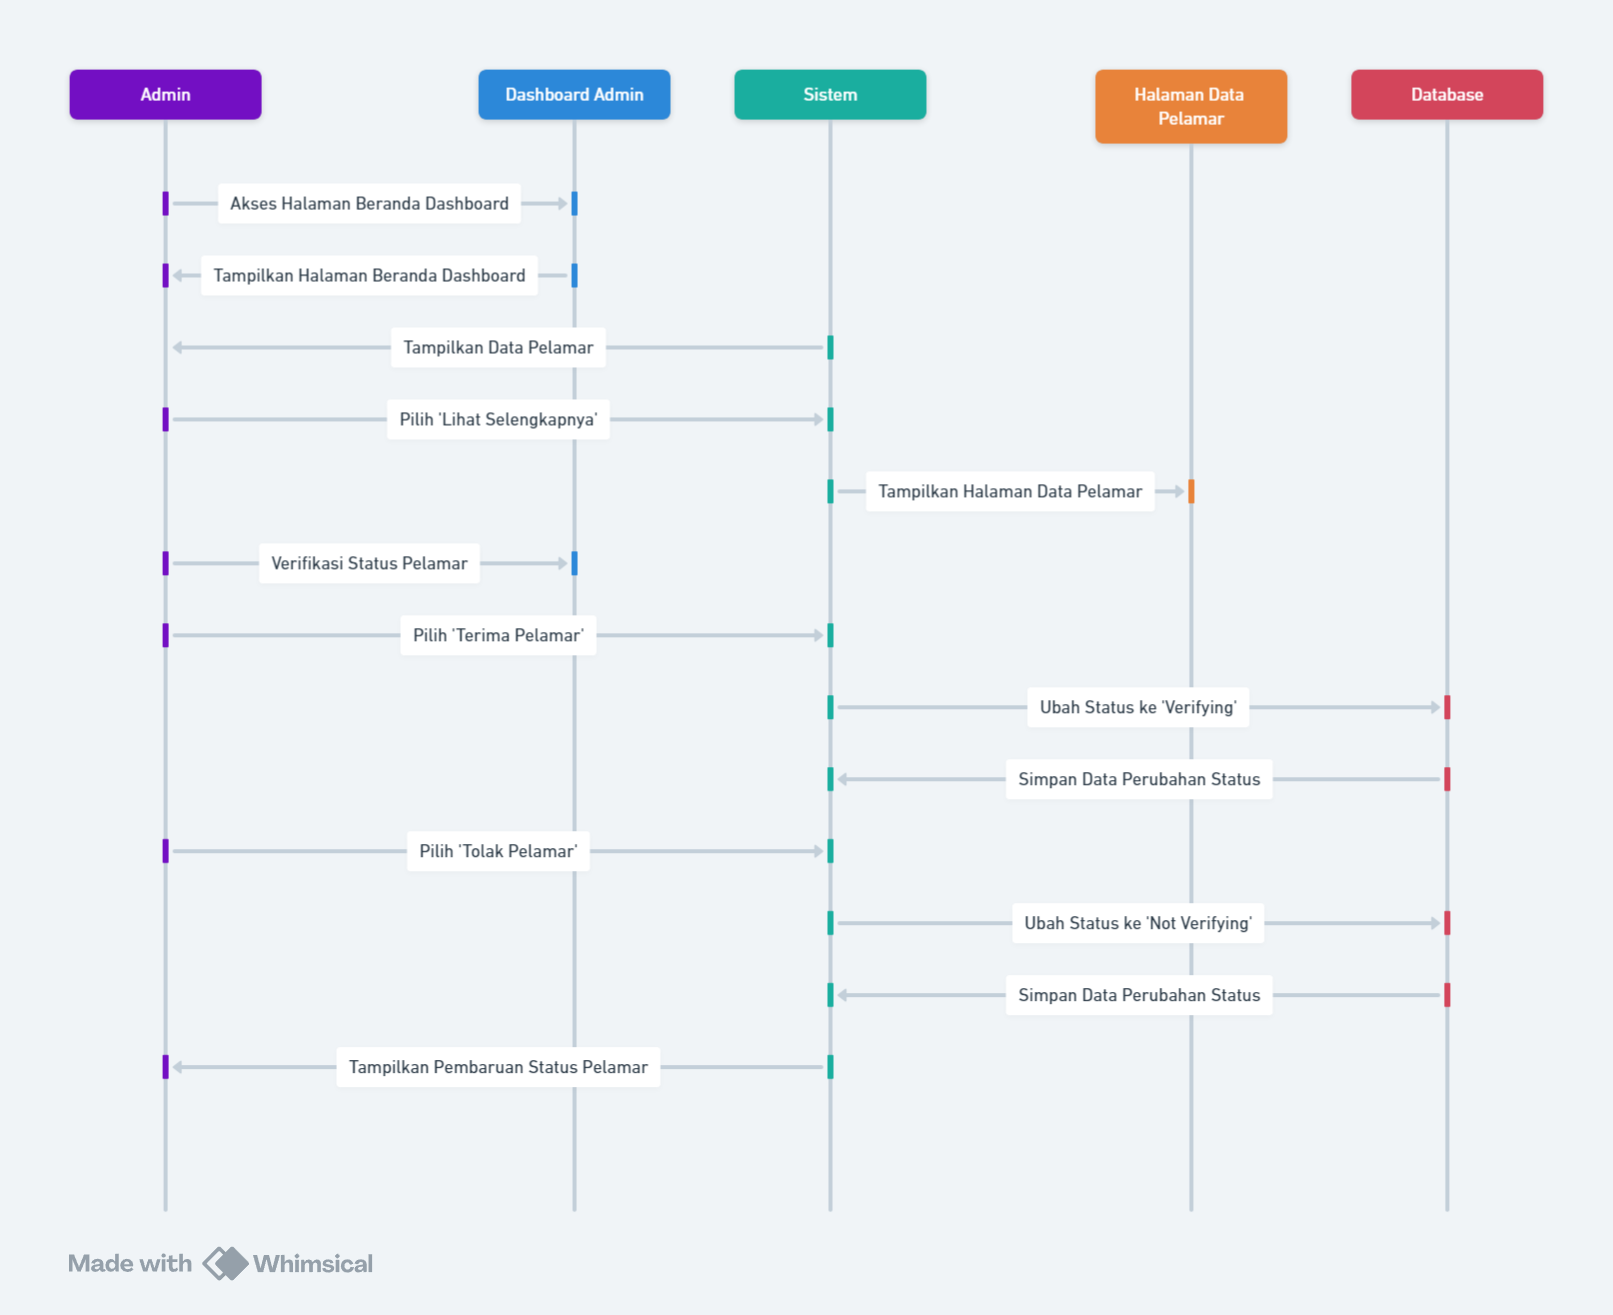 Admin
Dashboard Admin
Sistem
Halaman Data
Pelamar
Database
Akses Halaman Beranda Dashboard
Tampilkan Halaman Beranda Dashboard
Tampilkan Data Pelamar
Pilih 'Lihat Selengkapnya'
Tampilkan Halaman Data Pelamar
Verifikasi Status Pelamar
Pilih 'Terima Pelamar'
Ubah Status ke 'Verifying'
Simpan Data Perubahan Status
Pilih 'Tolak Pelamar'
Ubah Status ke 'Not Verifying'
Simpan Data Perubahan Status
Tampilkan Pembaruan Status Pelamar
Made with Whimsical